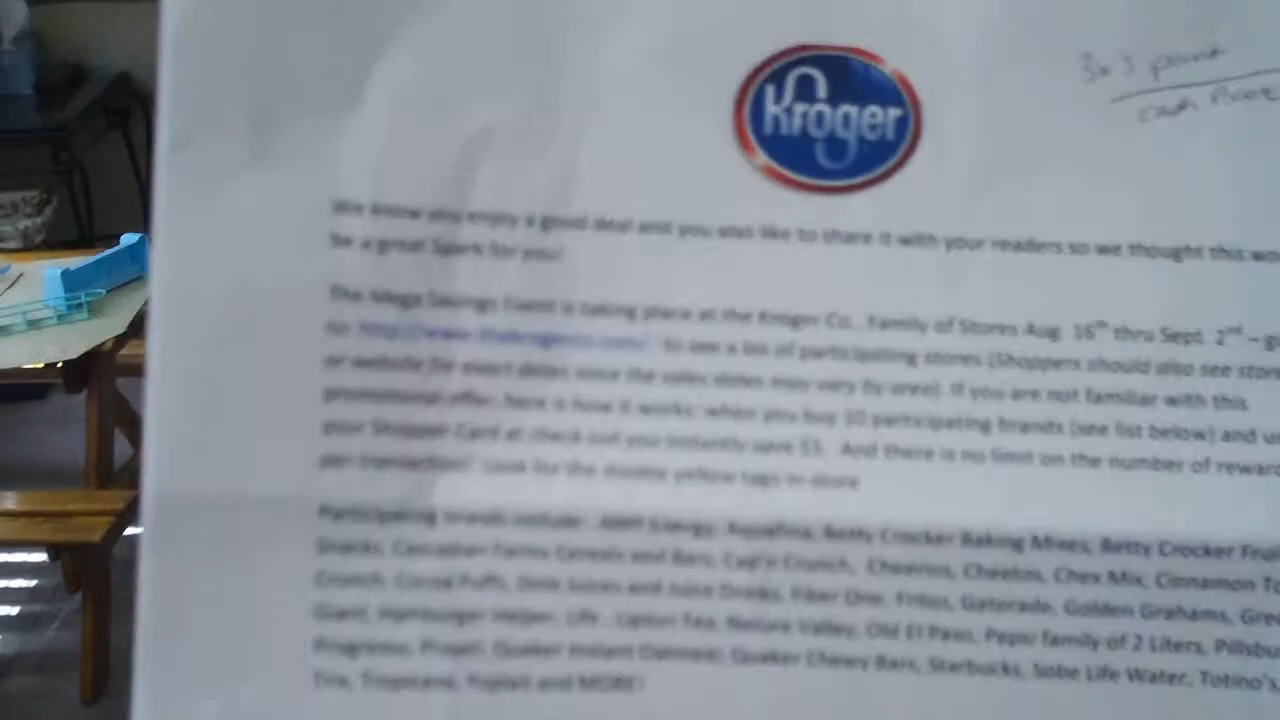 Kroger
We know you enjoy a good deal and you also like to share it with your readers so we thought this
be a great Spark for you!
The Mega Savings Event is taking place at the Kroger Co., Family of Stores Aug. 16th thru Sept. 2nd –
to: http://www.thekrogerco.com/ to see a list of participating stores (Shoppers should also see store
or website for exact dates since the sales dates may vary by area). If you are not familiar with this
promotional offer, here is how it works: when you buy 10 participating brands (see list below) and
your Shopper Card at check out you instantly save $5. And there is no limit on the number of
per transaction! Look for the yellow tags in-store
Participating brands include: AMP Energy, Aquafina, Betty Crocker Baking Mixes, Betty Crocker
Snacks, Cascadian Farms Cereals and Bars, Cap'n Crunch, Cheerios, Cheetos, Chex Mix, Cinnamon
Crunch, Cocoa Puffs, Dole Juices and Juice Drinks, Fiber One, Fritos, Gatorade, Golden Grahams,
Giant, Hamburger Helper, Life, Lipton Tea, Nature Valley, Old El Paso, Pepsi family of 2 Liters,
Progresso, Propel, Quaker Instant Oatmeal, Quaker Chewy Bars, Starbucks, Sobe Life Water, Totino's,
Trix, Tropicana, Yoplait and MORE!